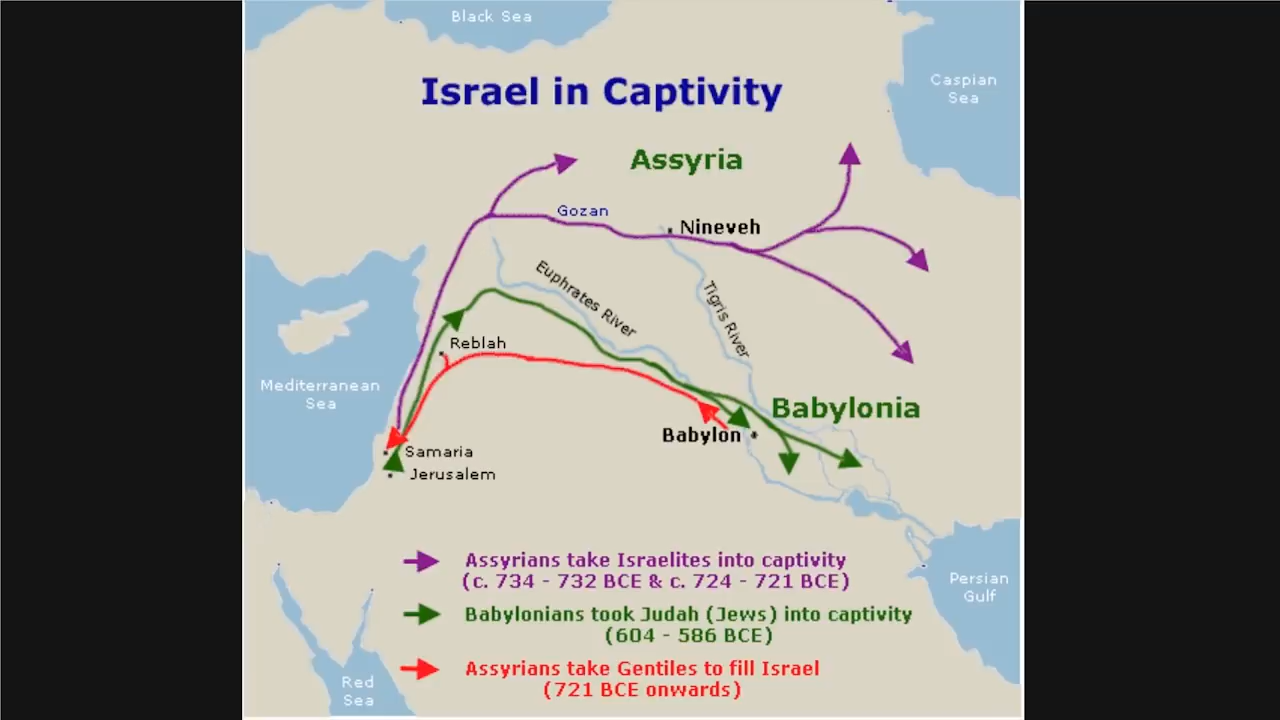 Black Sea
Caspian
Sea
Israel in Captivity
Assyria
Gozan
Nineveh
Euphrates River
Tigris River
Reblah
Mediterranean
Sea
Babylonia
Babylon
Samaria
Jerusalem
Assyrians take Israelites into captivity
(c. 734 - 732 BCE & c. 724 - 721 BCE)
Persian
Gulf
Babylonians took Judah (Jews) into captivity
(604 - 586 BCE)
Assyrians take Gentiles to fill Israel
(721 BCE onwards)
Red
Sea